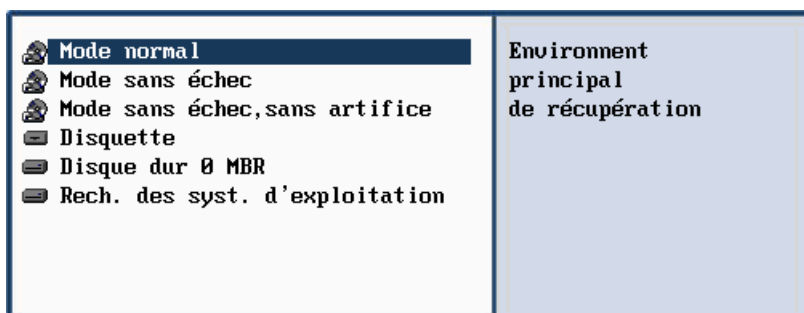 Mode normal
Mode sans échec
Mode sans échec,sans artifice
Disquette
Disque dur 0 MBR
Rech. des syst. d'exploitation
Environment
principal
de récupération